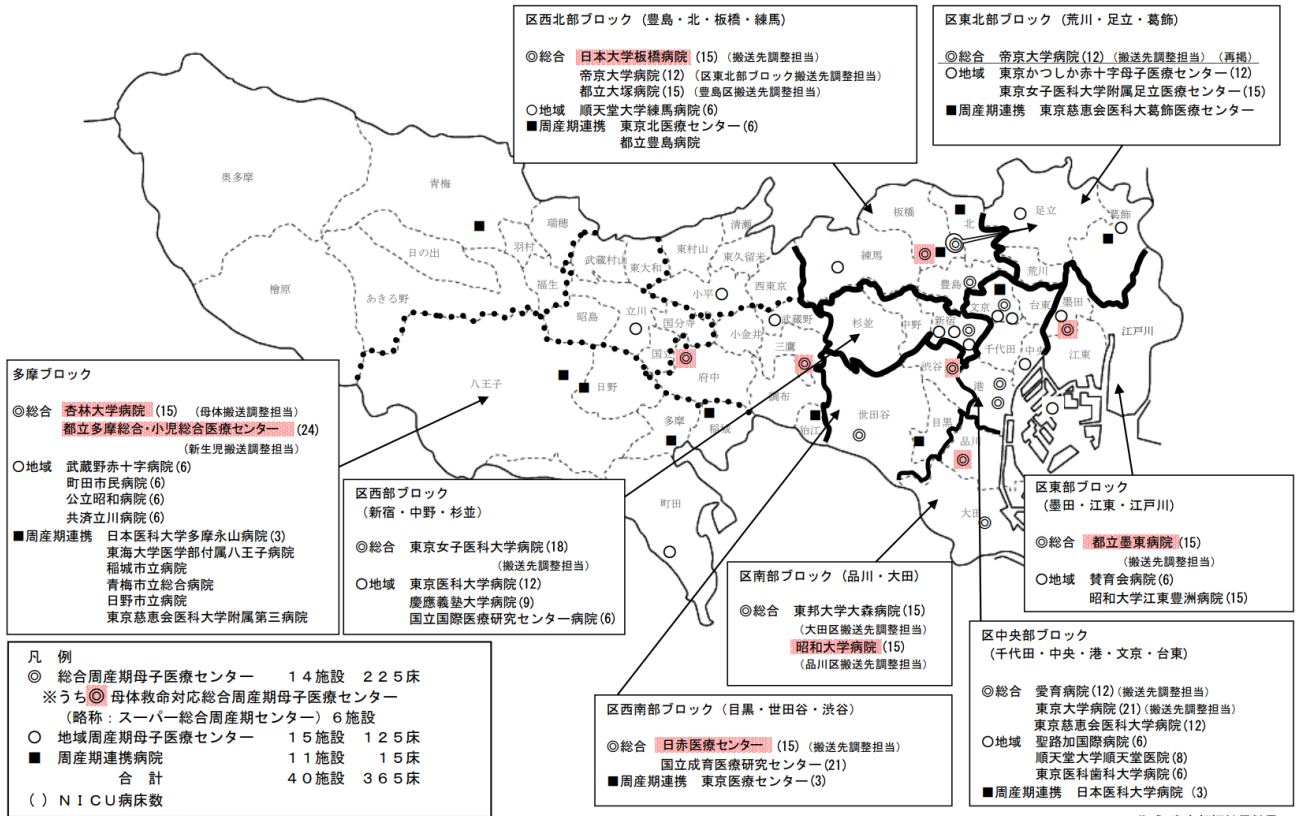 区西北部ブロック(豊島・北・板橋・練馬)
◎総合 日本大学板橋病院(15)(搬送先調整担当)
帝京大学病院(12)(区東北部ブロック搬送先調整担当)
都立大塚病院(15)(豊島区搬送先調整担当)
○地域 順天堂大学練馬病院(6)
■周産期連携 東京北医療センター(6)
都立豊島病院
区東北部ブロック(荒川・足立・葛飾)
◎総合 帝京大学病院(12)(搬送先調整担当)(再掲)
○地域 東京かつしか赤十字母子医療センター(12)
東京女子医科大学附属足立医療センター(15)
■周産期連携 東京慈恵会医科大葛飾医療センター
奥多摩
青梅
瑞穂
羽村
日の出
福生
檜原
あきる野
武蔵村山
東大和
東村山
清瀬
東久留米
小平
西東京
昭島
立川
国分寺
小金井
武蔵野
三鷹
国立
府中
八王子
日野
調布
多摩
稲城
狛江
町田
板橋
北
足立
葛飾
練馬
荒川
豊島
文京
台東
墨田
杉並
中野
新宿
江戸川
千代田
中央
江東
渋谷
港
世田谷
目黒
品川
大田
多摩ブロック
◎総合 杏林大学病院(15)(母体搬送調整担当)
都立多摩総合・小児総合医療センター(24)
(新生児搬送調整担当)
○地域 武蔵野赤十字病院(6)
町田市民病院(6)
公立昭和病院(6)
共済立川病院(6)
■周産期連携 日本医科大学多摩永山病院(3)
東海大学医学部付属八王子病院
稲城市立病院
青梅市立総合病院
日野市立病院
東京慈恵会医科大学附属第三病院
区西部ブロック
(新宿・中野・杉並)
◎総合 東京女子医科大学病院(18)
(搬送先調整担当)
○地域 東京医科大学病院(12)
慶應義塾大学病院(9)
国立国際医療研究センター病院(6)
区南部ブロック(品川・大田)
◎総合 東邦大学大森病院(15)
(大田区搬送先調整担当)
昭和大学病院(15)
(品川区搬送先調整担当)
区東部ブロック
(墨田・江東・江戸川)
◎総合 都立墨東病院(15)
(搬送先調整担当)
○地域 賛育会病院(6)
昭和大学江東豊洲病院(15)
区西南部ブロック(目黒・世田谷・渋谷)
◎総合 日赤医療センター(15)(搬送先調整担当)
国立成育医療研究センター(21)
■周産期連携 東京医療センター(3)
区中央部ブロック
(千代田・中央・港・文京・台東)
◎総合 愛育病院(12)(搬送先調整担当)
東京大学病院(21)(搬送先調整担当)
東京慈恵会医科大学病院(12)
○地域 聖路加国際病院(6)
順天堂大学順天堂医院(8)
東京医科歯科大学病院(6)
■周産期連携 日本医科大学病院(3)
凡 例
◎ 総合周産期母子医療センター 14施設 225床
※うち◎母体救命対応総合周産期母子医療センター
(略称:スーパー総合周産期センター)6施設
○ 地域周産期母子医療センター 15施設 125床
■ 周産期連携病院 11施設 15床
合 計 40施設 365床
( )NICU病床数